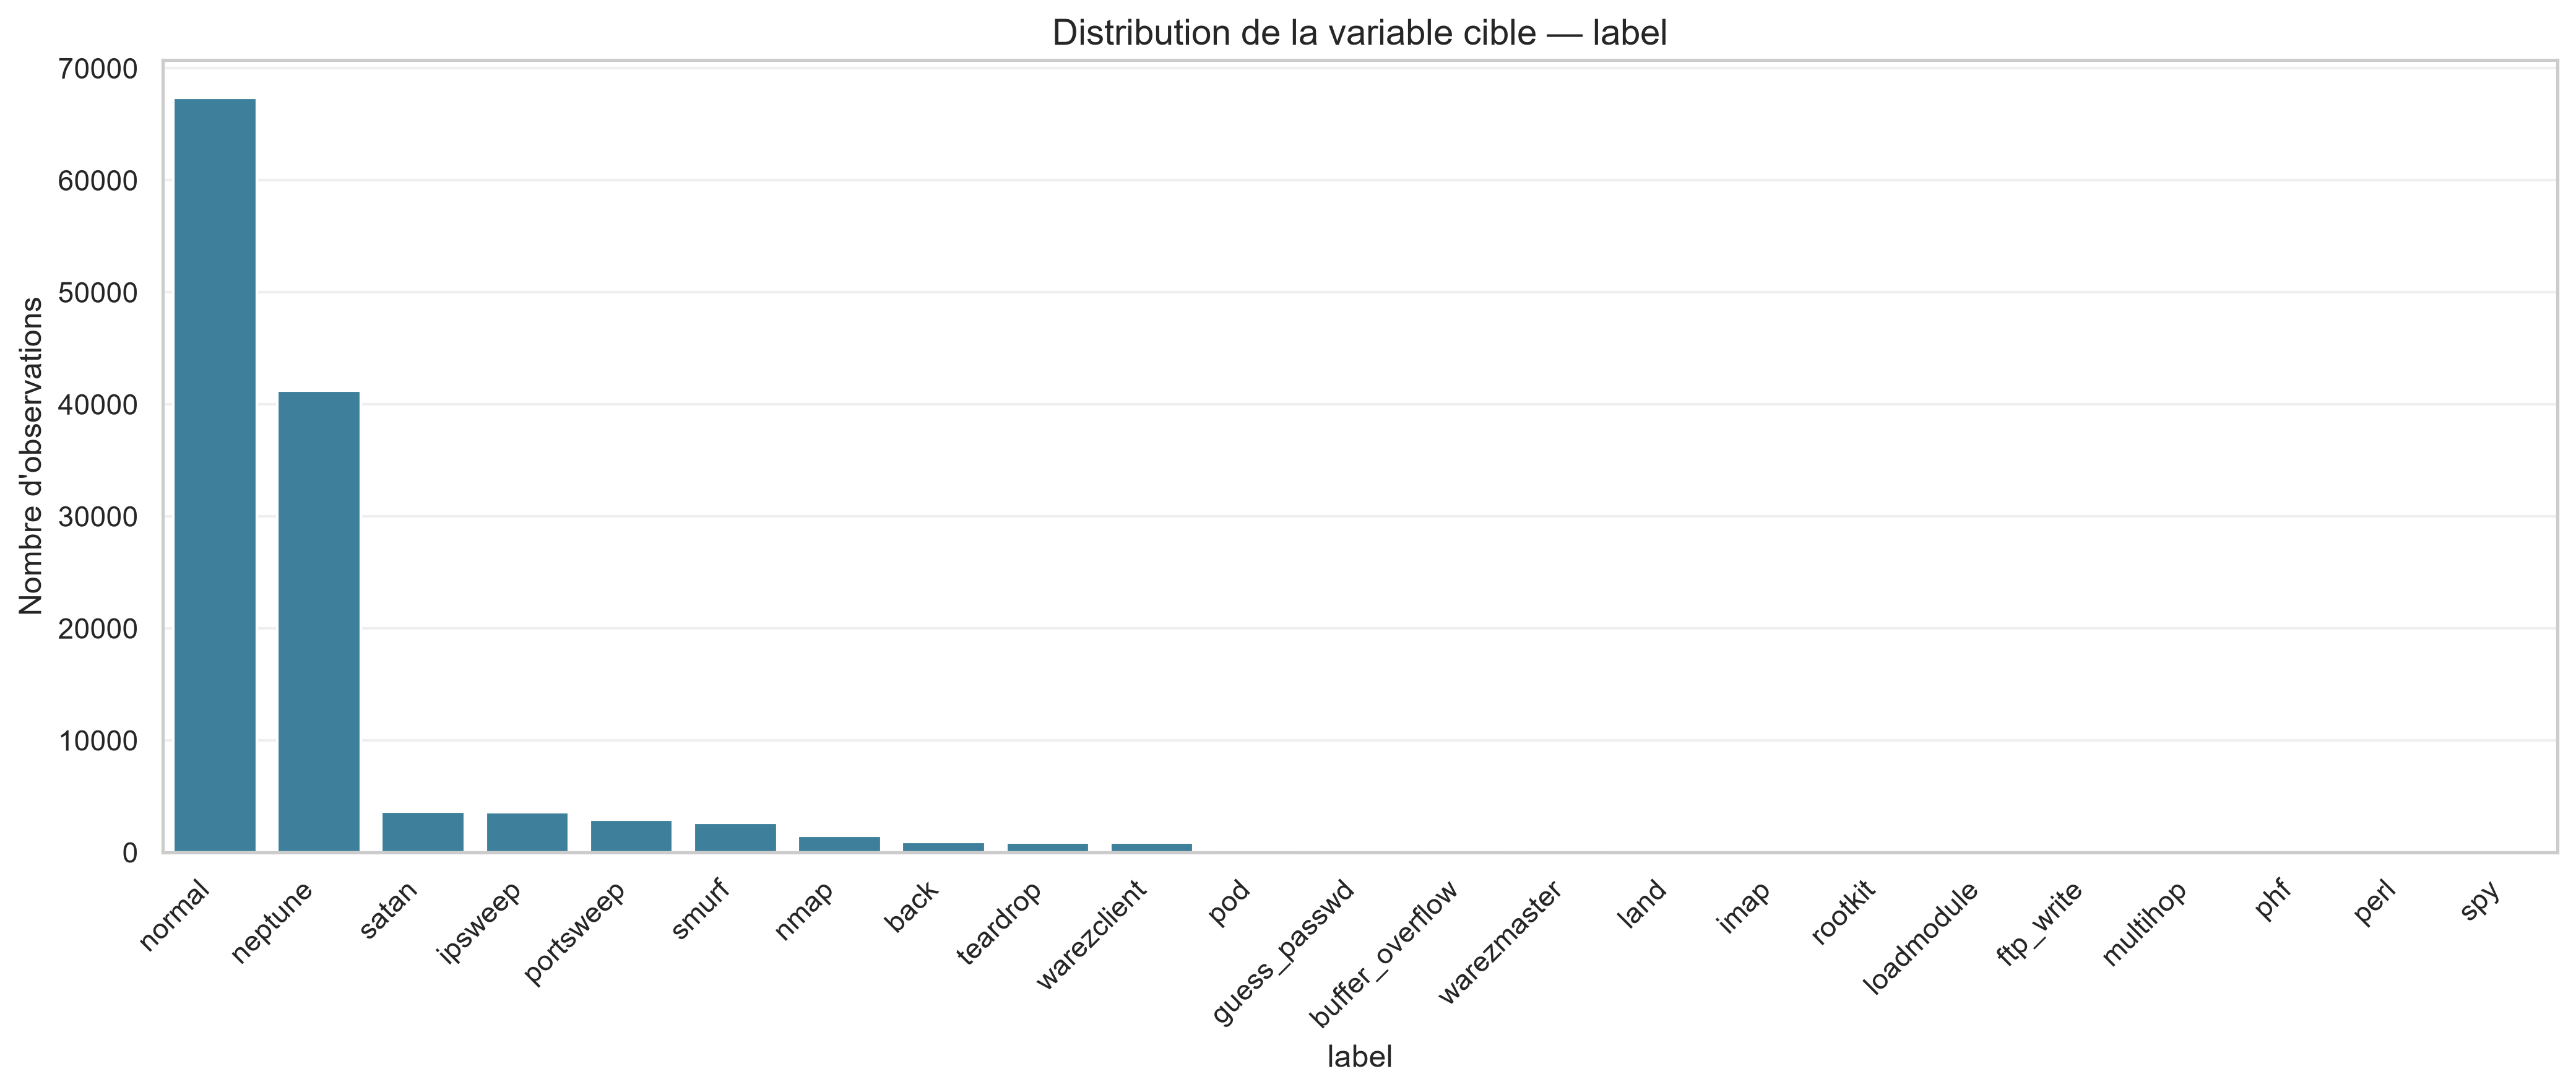 Distribution de la variable cible — label
Nombre d'observations
70000
60000
50000
40000
30000
20000
10000
0
normal
neptune
satan
ipsweep
portsweep
smurf
nmap
back
teardrop
warezclient
pod
guess_passwd
buffer_overflow
warezmaster
land
imap
rootkit
loadmodule
ftp_write
multihop
phf
perl
spy
label